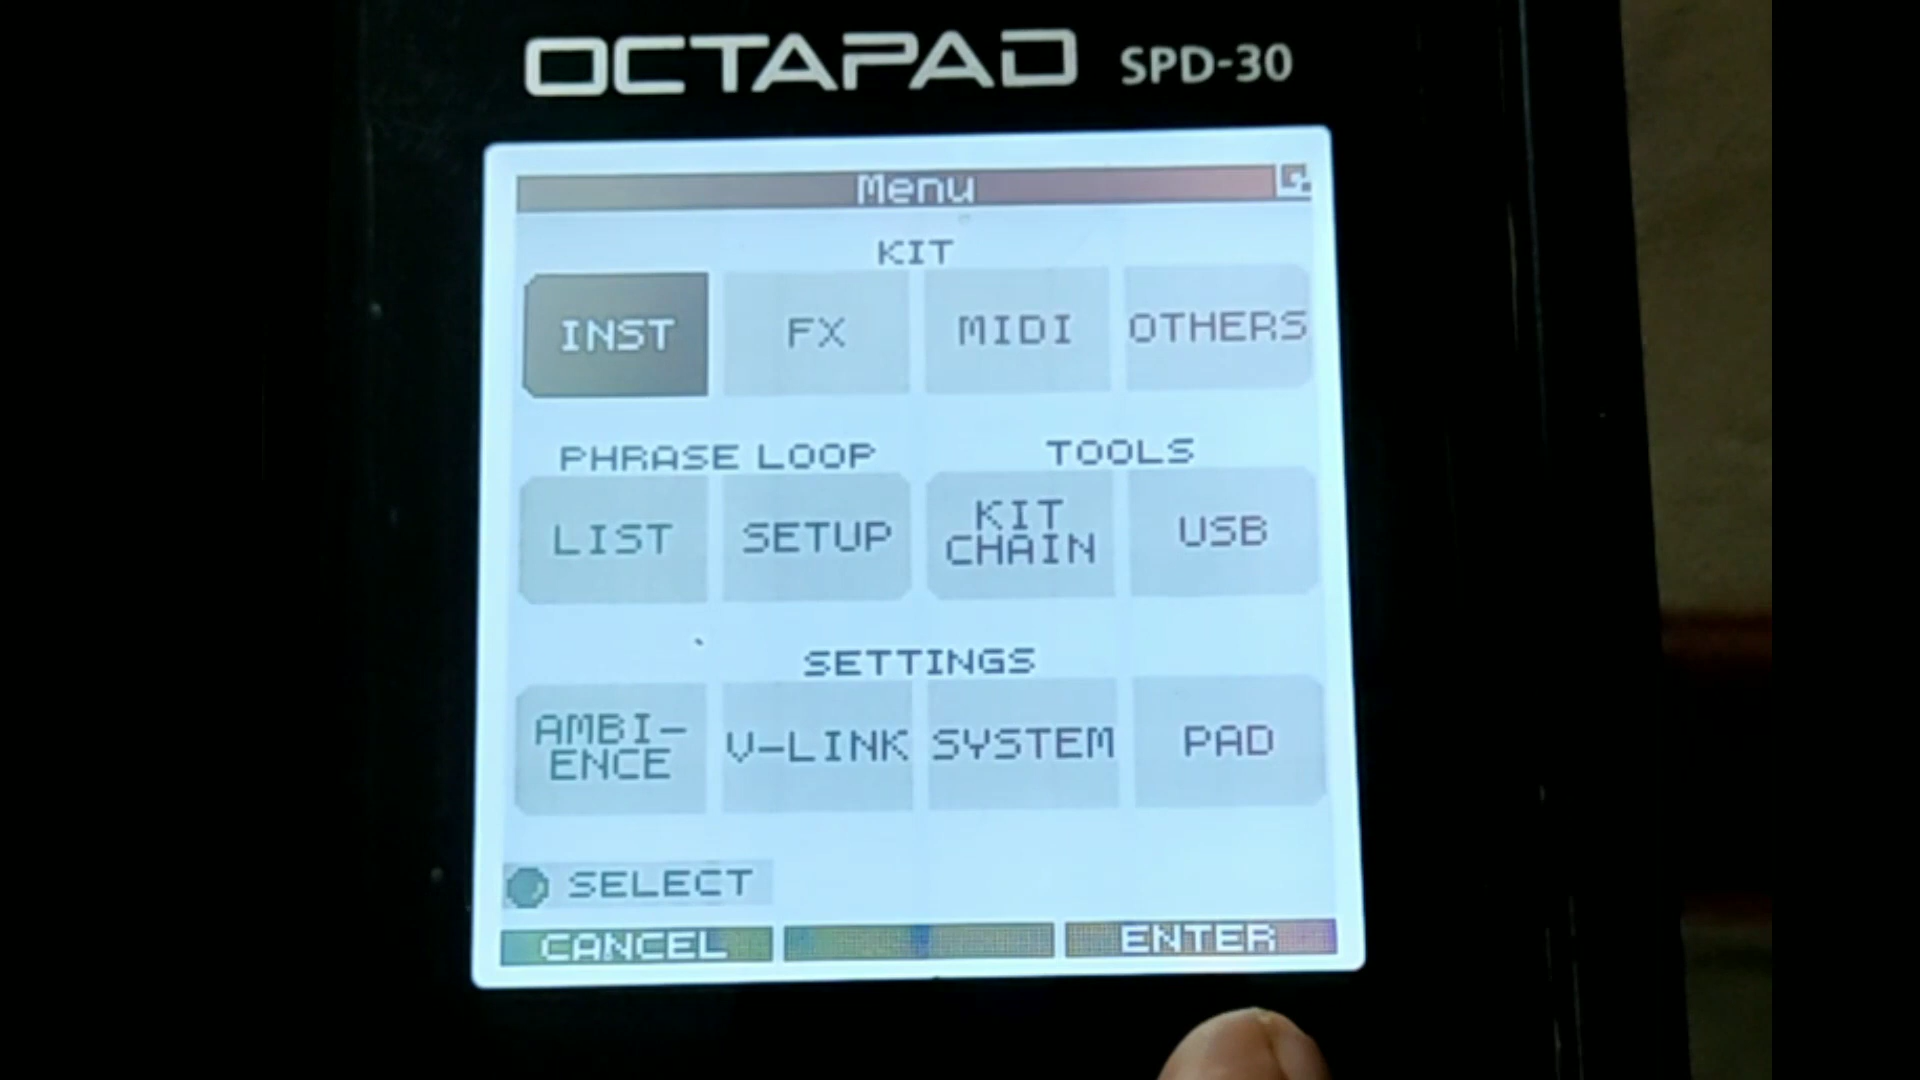 OCTAPAD SPD-30
Menu
KIT
INST FX MIDI OTHERS
PHRASE LOOP TOOLS
LIST SETUP KIT CHAIN USB
SETTINGS
AMBI-ENCE V-LINK SYSTEM PAD
SELECT
CANCEL ENTER